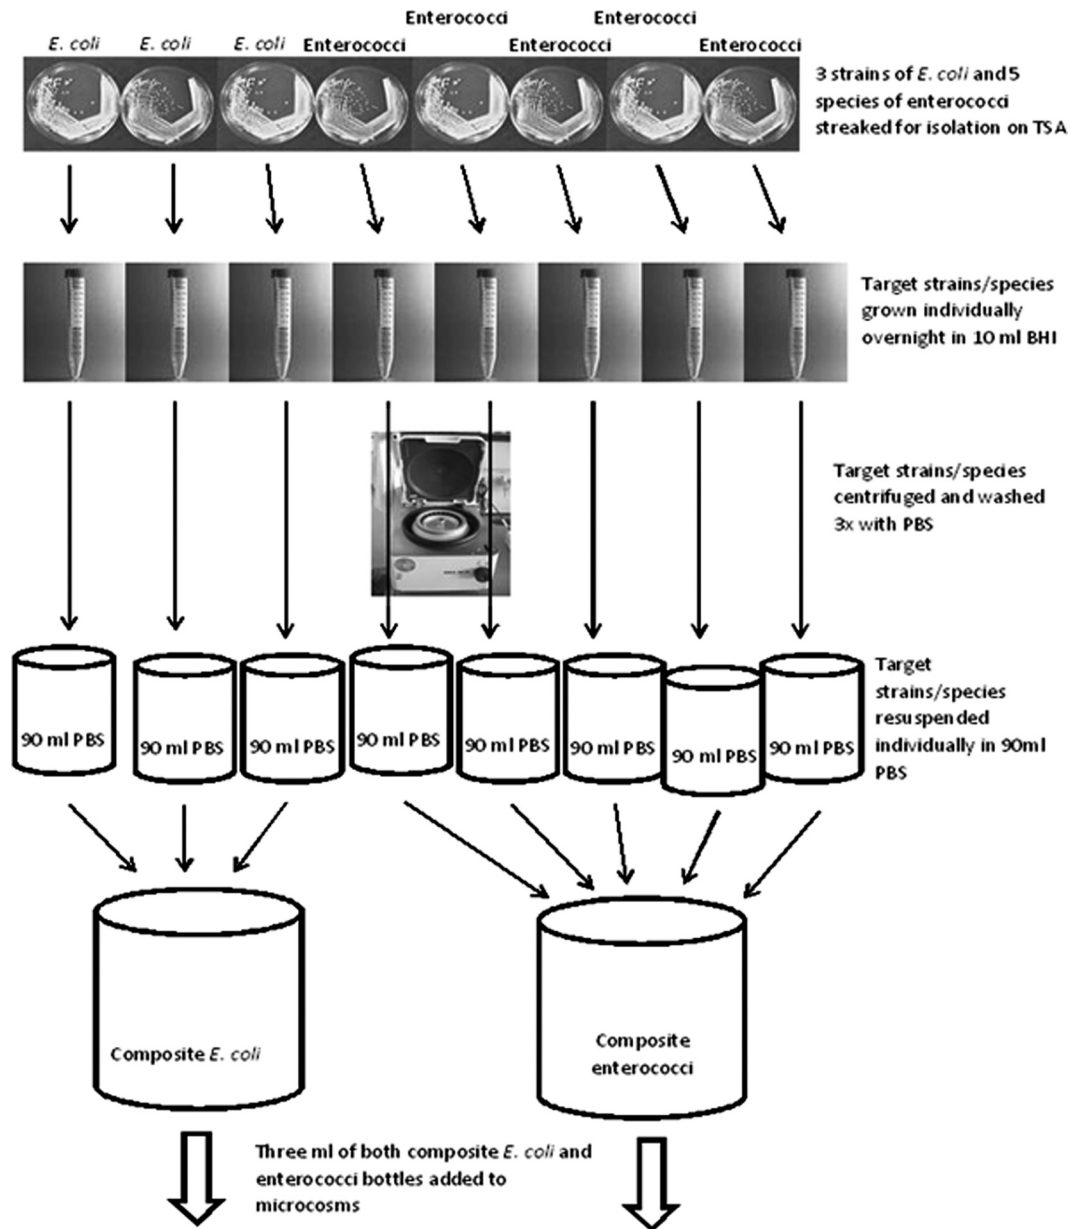 Enterococci Enterococci
E. coli E. coli E. coli Enterococci Enterococci Enterococci
3 strains of E. coli and 5
species of enterococci
streaked for isolation on TSA
Target strains/species
grown individually
overnight in 10 ml BHI
Target strains/species
centrifuged and washed
3x with PBS
90 ml PBS 90 ml PBS 90 ml PBS 90 ml PBS 90 ml PBS 90 ml PBS 90 ml PBS 90 ml PBS
Target
strains/species
resuspended
individually in 90ml
PBS
Composite E. coli
Composite
enterococci
Three ml of both composite E. coli and
enterococci bottles added to
microcosms